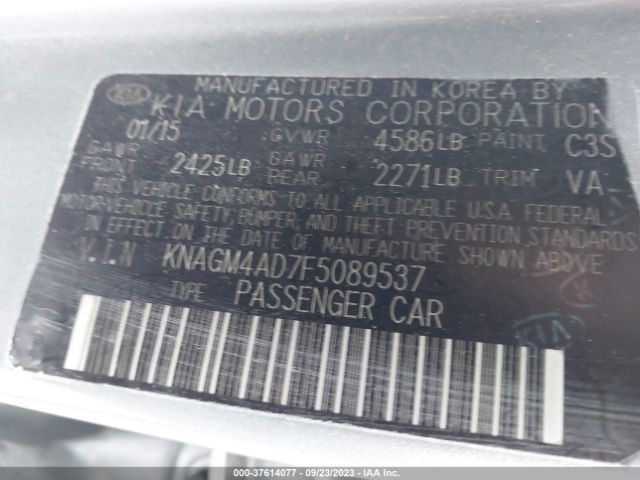 MANUFACTURED IN KOREA BY
KIA KIA MOTORS CORPORATION
01/15 GVWR 4586LB PAINT C3S
GAWR FRONT 2425LB GAWR REAR 2271LB TRIM VA
THIS VEHICLE CONFORMS TO ALL APPLICABLE U.S.A FEDERAL
MOTOR-VEHICLE SAFETY, BUMPER, AND THEFT PREVENTION STANDARDS
IN EFFECT ON THE DATE OF MANUFACTURE SHOWN ABOVE
V.I.N KNAGM4AD7F5089537
TYPE PASSENGER CAR
000-37614077 - 09/23/2023 - IAA Inc.